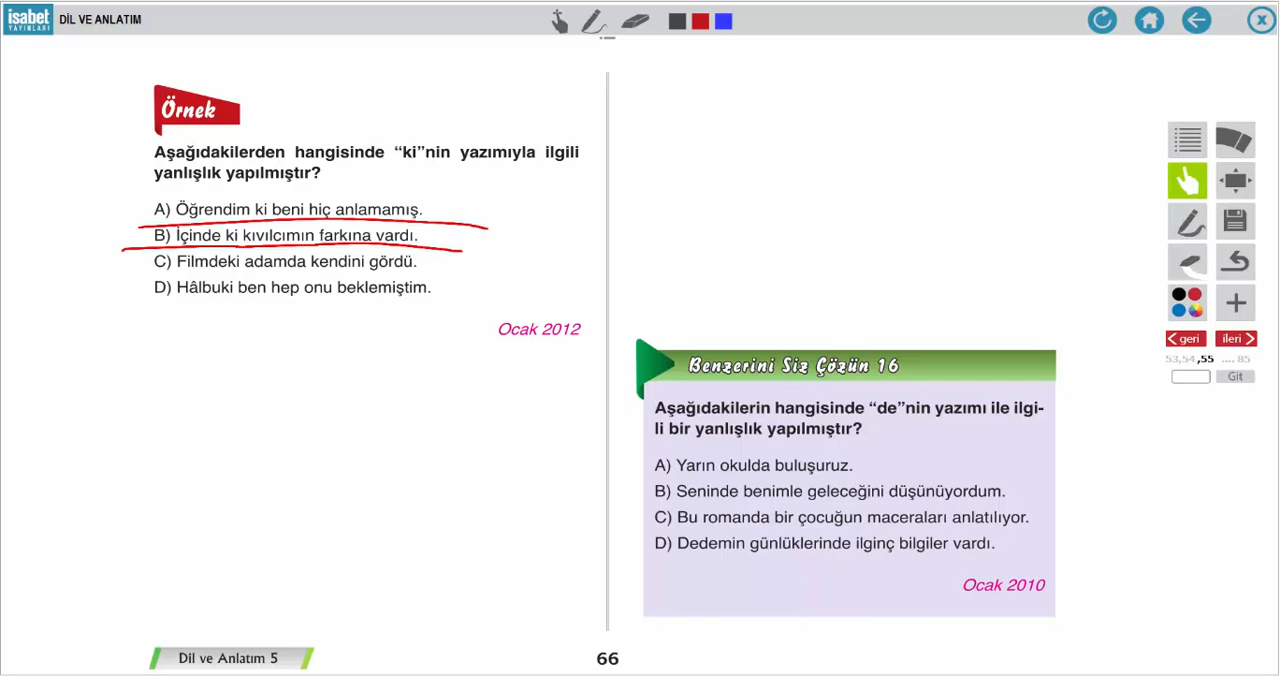 isabet
YAYINLARI
DİL VE ANLATIM
Örnek
Aşağıdakilerden hangisinde “ki”nin yazımıyla ilgili
yanlışlık yapılmıştır?
A) Öğrendim ki beni hiç anlamamış.
B) İçinde ki kıvılcımın farkına vardı.
C) Filmdeki adamda kendini gördü.
D) Hâlbuki ben hep onu beklemiştim.
Ocak 2012
Benzerini Siz Çözün 16
Aşağıdakilerin hangisinde “de”nin yazımı ile ilgi-
li bir yanlışlık yapılmıştır?
A) Yarın okulda buluşuruz.
B) Seninde benimle geleceğini düşünüyordum.
C) Bu romanda bir çocuğun maceraları anlatılıyor.
D) Dedemin günlüklerinde ilginç bilgiler vardı.
Ocak 2010
geri ileri
53,54,55 .... 85
Git
Dil ve Anlatım 5
66